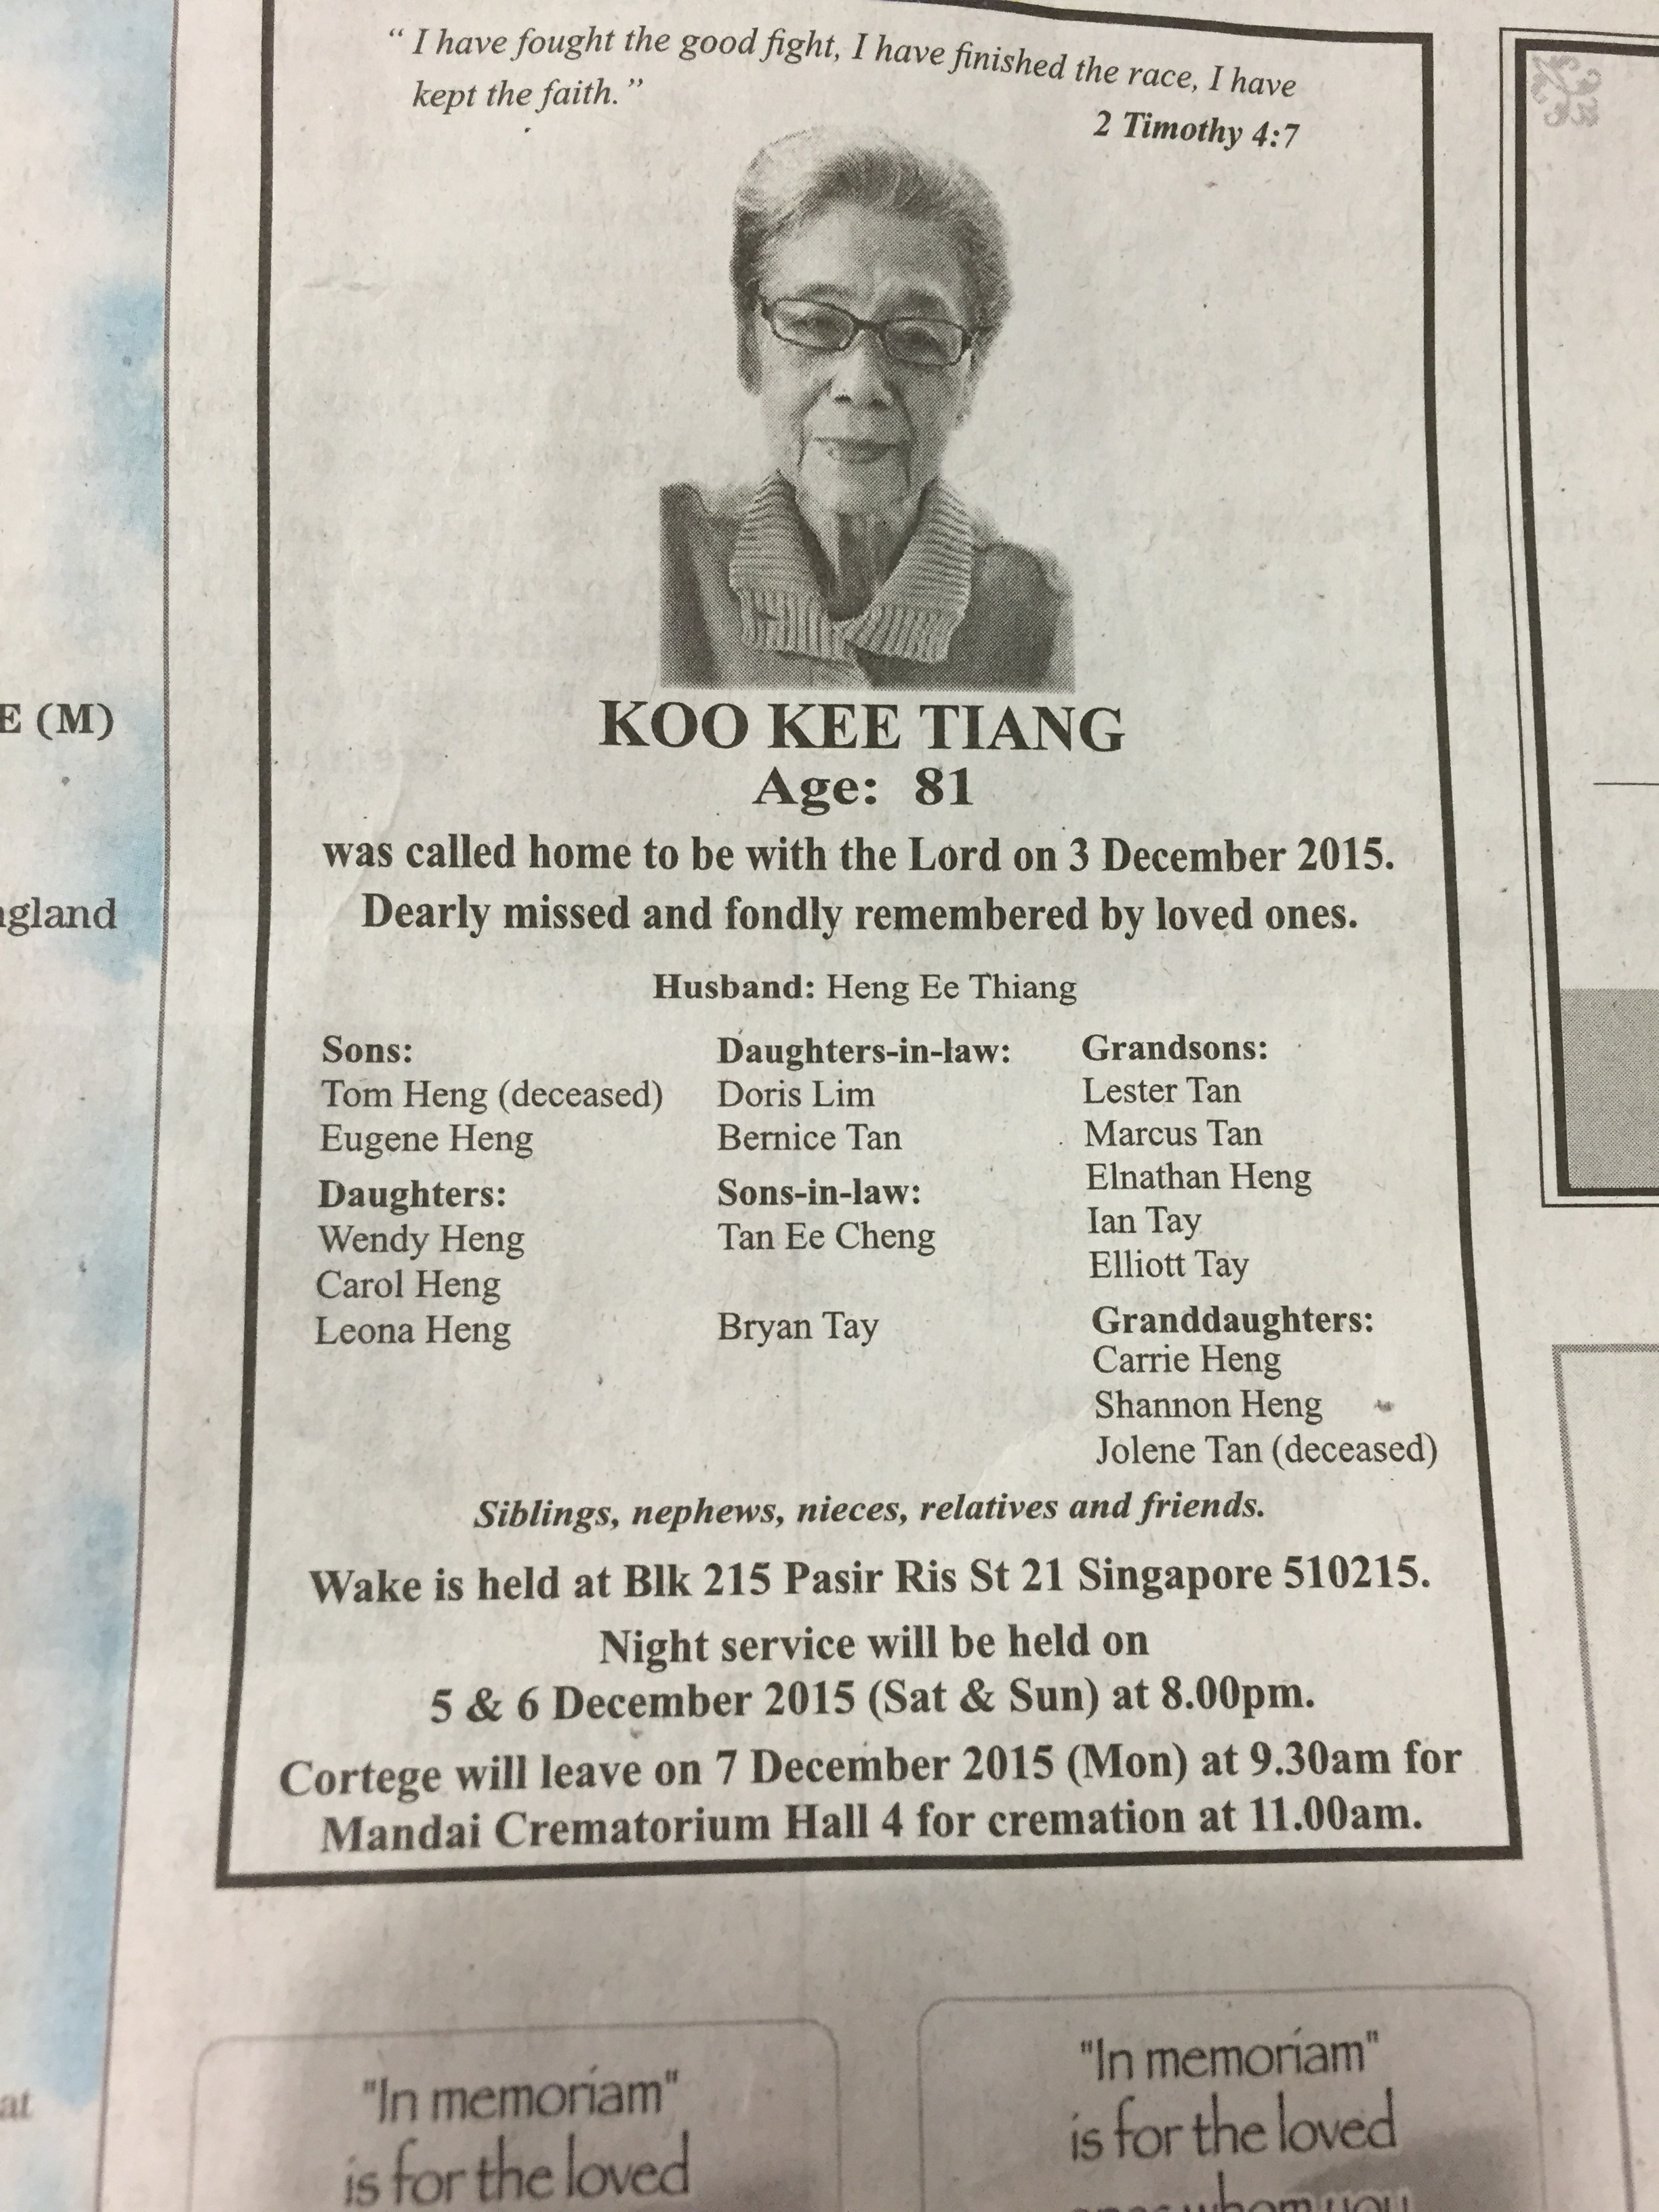 “ I have fought the good fight, I have finished the race, I have
kept the faith.”
2 Timothy 4:7
KOO KEE TIANG
Age: 81
was called home to be with the Lord on 3 December 2015.
Dearly missed and fondly remembered by loved ones.
Husband: Heng Ee Thiang
Sons:
Tom Heng (deceased)
Eugene Heng
Daughters:
Wendy Heng
Carol Heng
Leona Heng
Daughters-in-law:
Doris Lim
Bernice Tan
Sons-in-law:
Tan Ee Cheng
Bryan Tay
Grandsons:
Lester Tan
Marcus Tan
Elnathan Heng
Ian Tay
Elliott Tay
Granddaughters:
Carrie Heng
Shannon Heng
Jolene Tan (deceased)
Siblings, nephews, nieces, relatives and friends.
Wake is held at Blk 215 Pasir Ris St 21 Singapore 510215.
Night service will be held on
5 & 6 December 2015 (Sat & Sun) at 8.00pm.
Cortege will leave on 7 December 2015 (Mon) at 9.30am for
Mandai Crematorium Hall 4 for cremation at 11.00am.
E (M)
gland
at
"In memoriam"
is for the loved
"In memoriam"
is for the loved
ones whom you